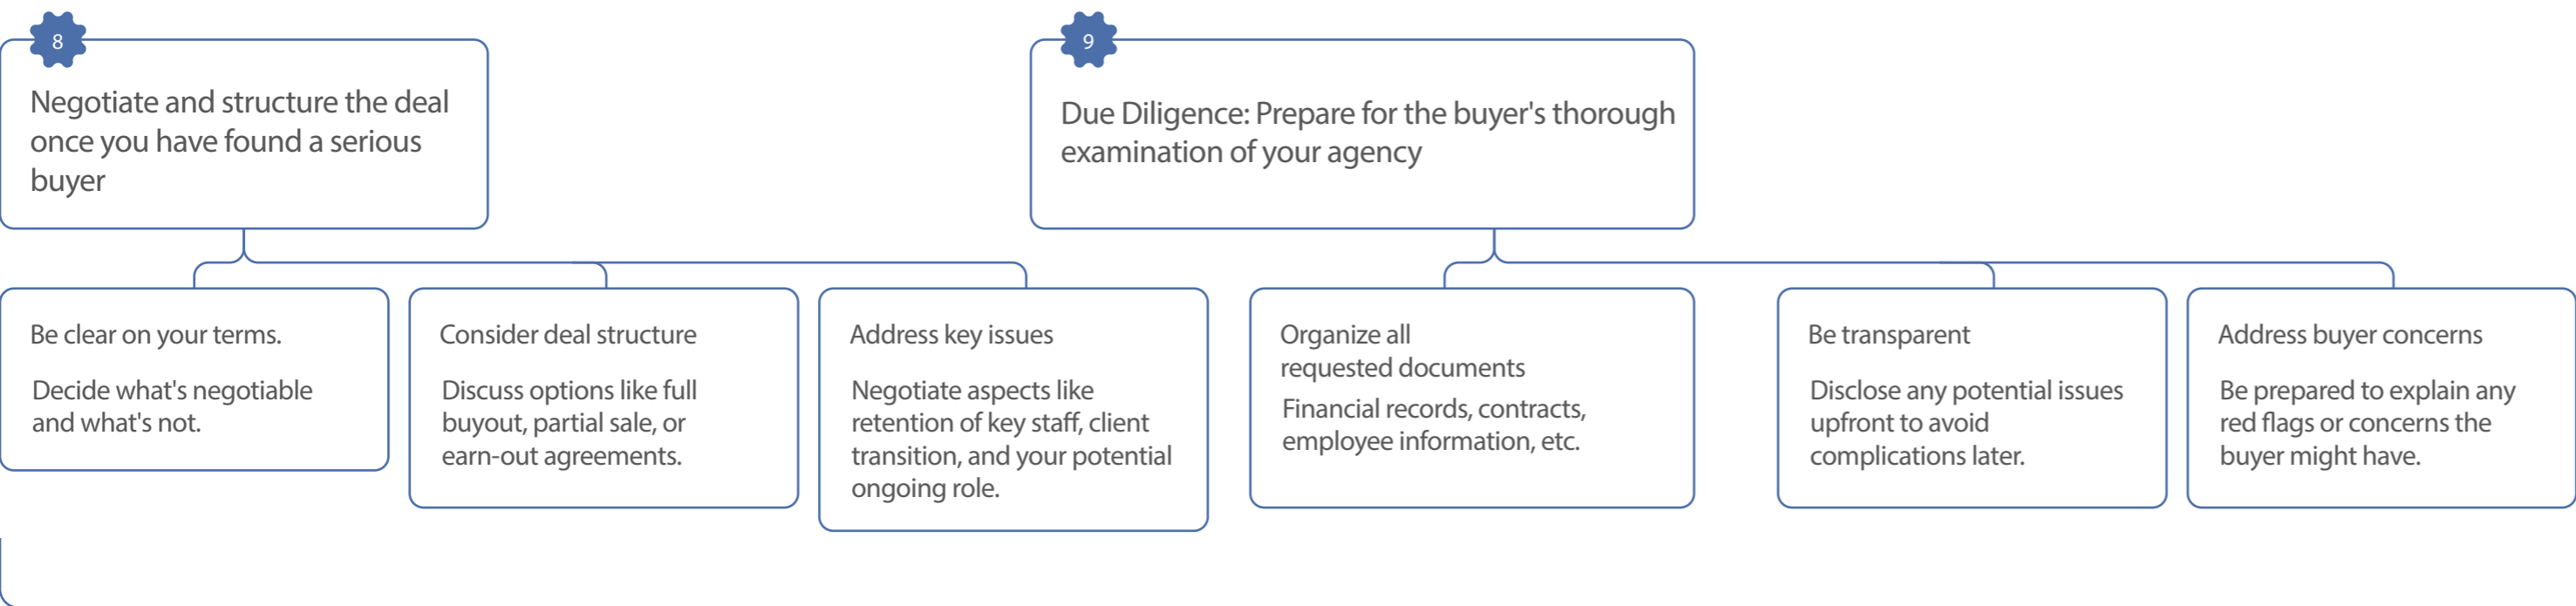 8
Negotiate and structure the deal
once you have found a serious
buyer
9
Due Diligence: Prepare for the buyer's thorough
examination of your agency
Be clear on your terms.
Decide what's negotiable
and what's not.
Consider deal structure
Discuss options like full
buyout, partial sale, or
earn-out agreements.
Address key issues
Negotiate aspects like
retention of key staff, client
transition, and your potential
ongoing role.
Organize all
requested documents
Financial records, contracts,
employee information, etc.
Be transparent
Disclose any potential issues
upfront to avoid
complications later.
Address buyer concerns
Be prepared to explain any
red flags or concerns the
buyer might have.